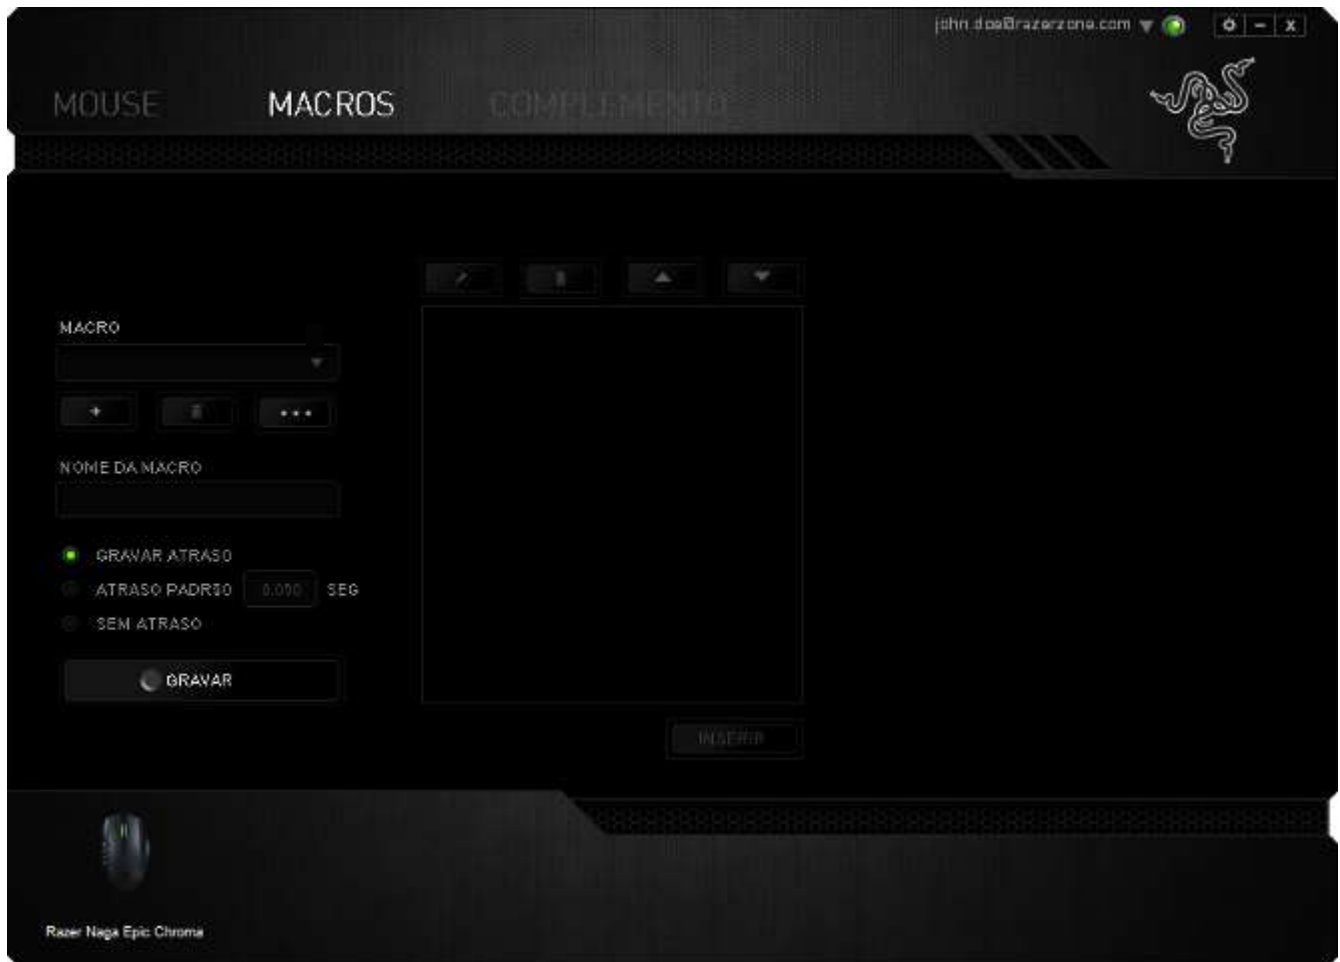 john.doe@razerzone.com
MOUSE MACROS COMPLEMENTO
MACRO
NOME DA MACRO
GRAVAR ATRASO
ATRASO PADRÃO 0.050 SEG
SEM ATRASO
GRAVAR
INSERIR
Razer Naga Epic Chroma